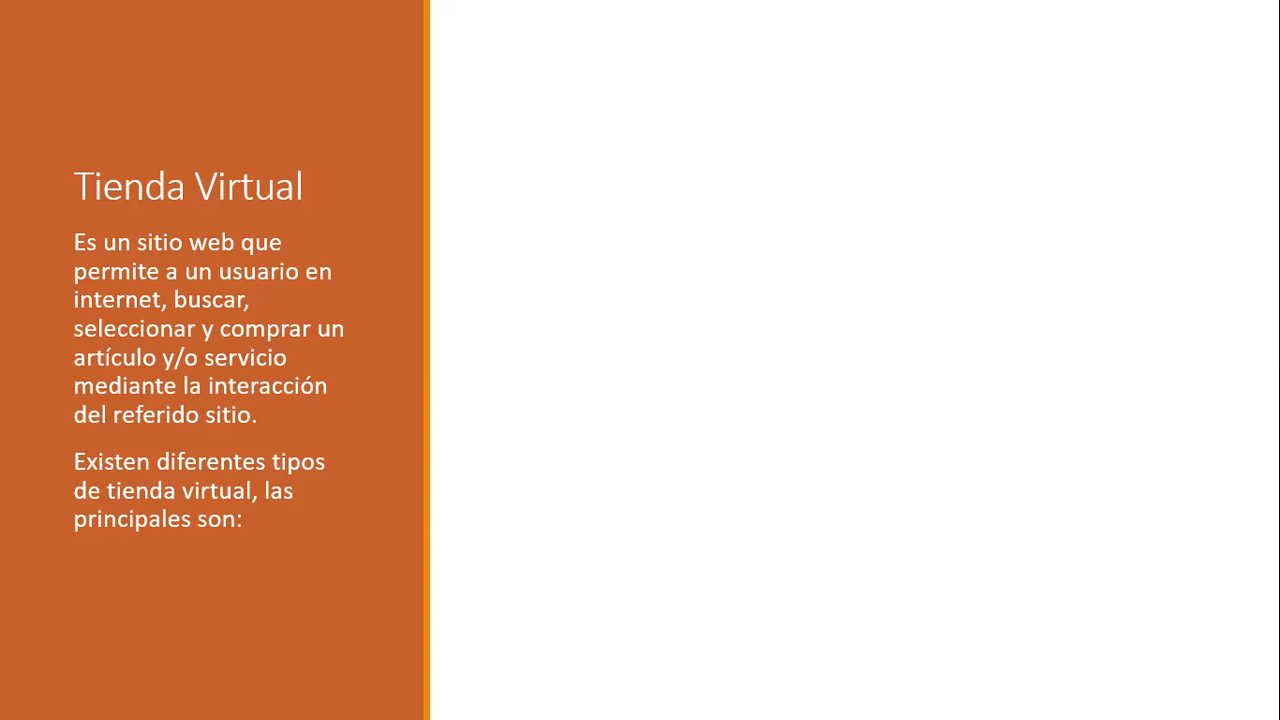 Tienda Virtual
Es un sitio web que
permite a un usuario en
internet, buscar,
seleccionar y comprar un
artículo y/o servicio
mediante la interacción
del referido sitio.
Existen diferentes tipos
de tienda virtual, las
principales son: